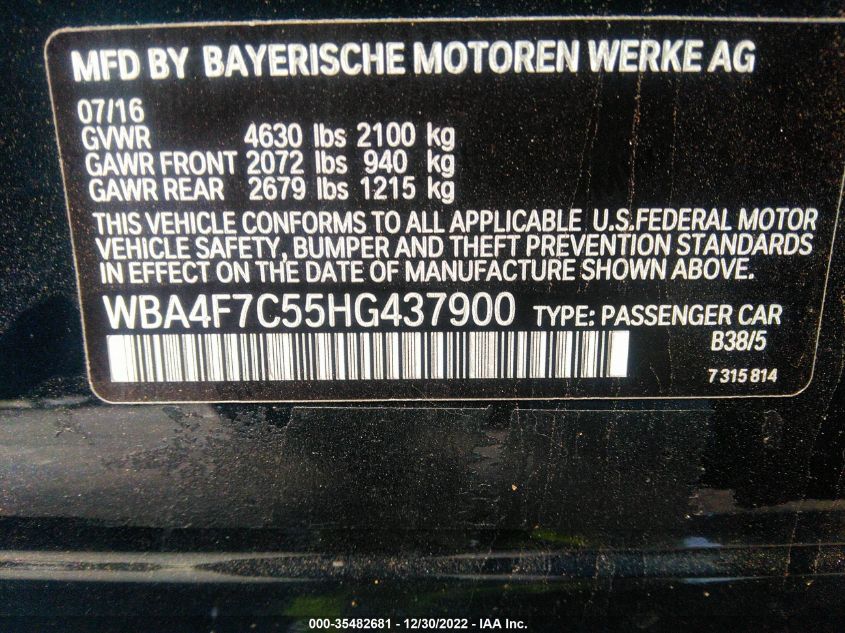 MFD BY BAYERISCHE MOTOREN WERKE AG
07/16
GVWR 4630 lbs 2100 kg
GAWR FRONT 2072 lbs 940 kg
GAWR REAR 2679 lbs 1215 kg
THIS VEHICLE CONFORMS TO ALL APPLICABLE U.S.FEDERAL MOTOR
VEHICLE SAFETY, BUMPER AND THEFT PREVENTION STANDARDS
IN EFFECT ON THE DATE OF MANUFACTURE SHOWN ABOVE.
WBA4F7C55HG437900 TYPE: PASSENGER CAR
B38/5
7 315 814
000-35482681 - 12/30/2022 - IAA Inc.